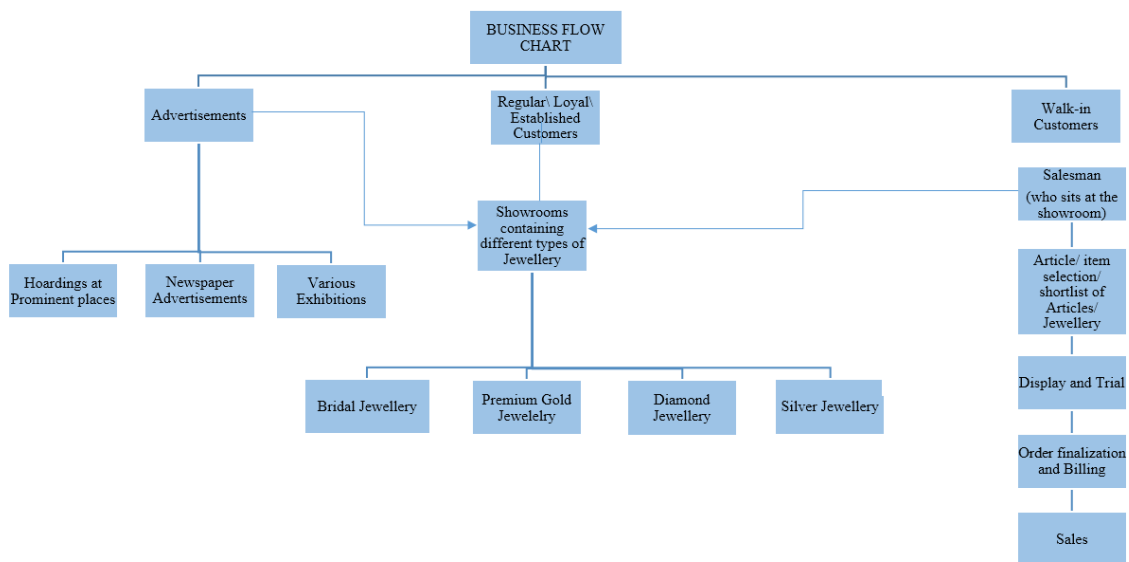 BUSINESS FLOW
CHART
Advertisements
Regular\ Loyal\
Established
Customers
Walk-in
Customers
Salesman
(who sits at the
showroom)
Showrooms
containing
different types of
Jewellery
Hoardings at
Prominent places
Newspaper
Advertisements
Various
Exhibitions
Article/ item
selection/
shortlist of
Articles/
Jewellery
Display and Trial
Bridal Jewellery
Premium Gold
Jewelelry
Diamond
Jewellery
Silver Jewellery
Order finalization
and Billing
Sales